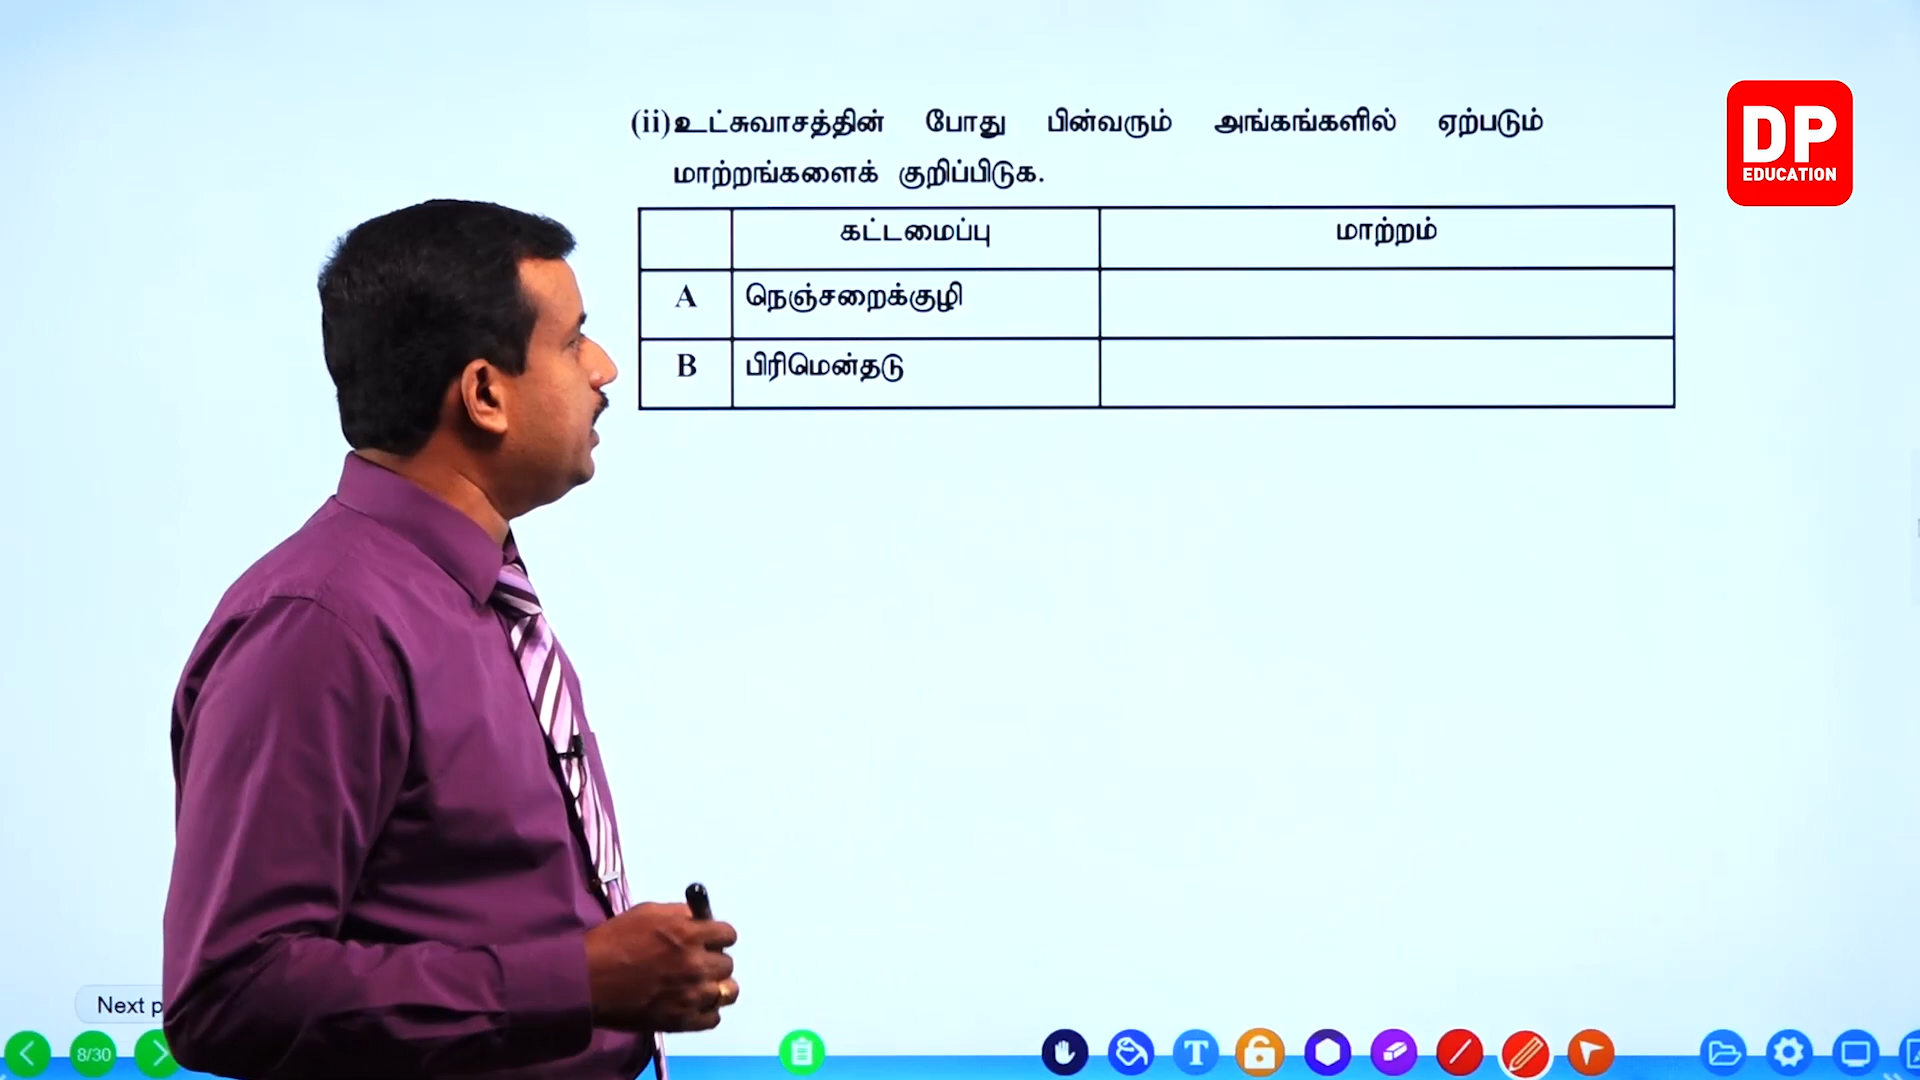 (ii) உட்சுவாசத்தின் போது பின்வரும் அங்கங்களில் ஏற்படும்
மாற்றங்களைக் குறிப்பிடுக.
கட்டமைப்பு மாற்றம்
A நெஞ்சறைக்குழி
B பிரிமென்தடு
DP
EDUCATION
Next p
8/30
T